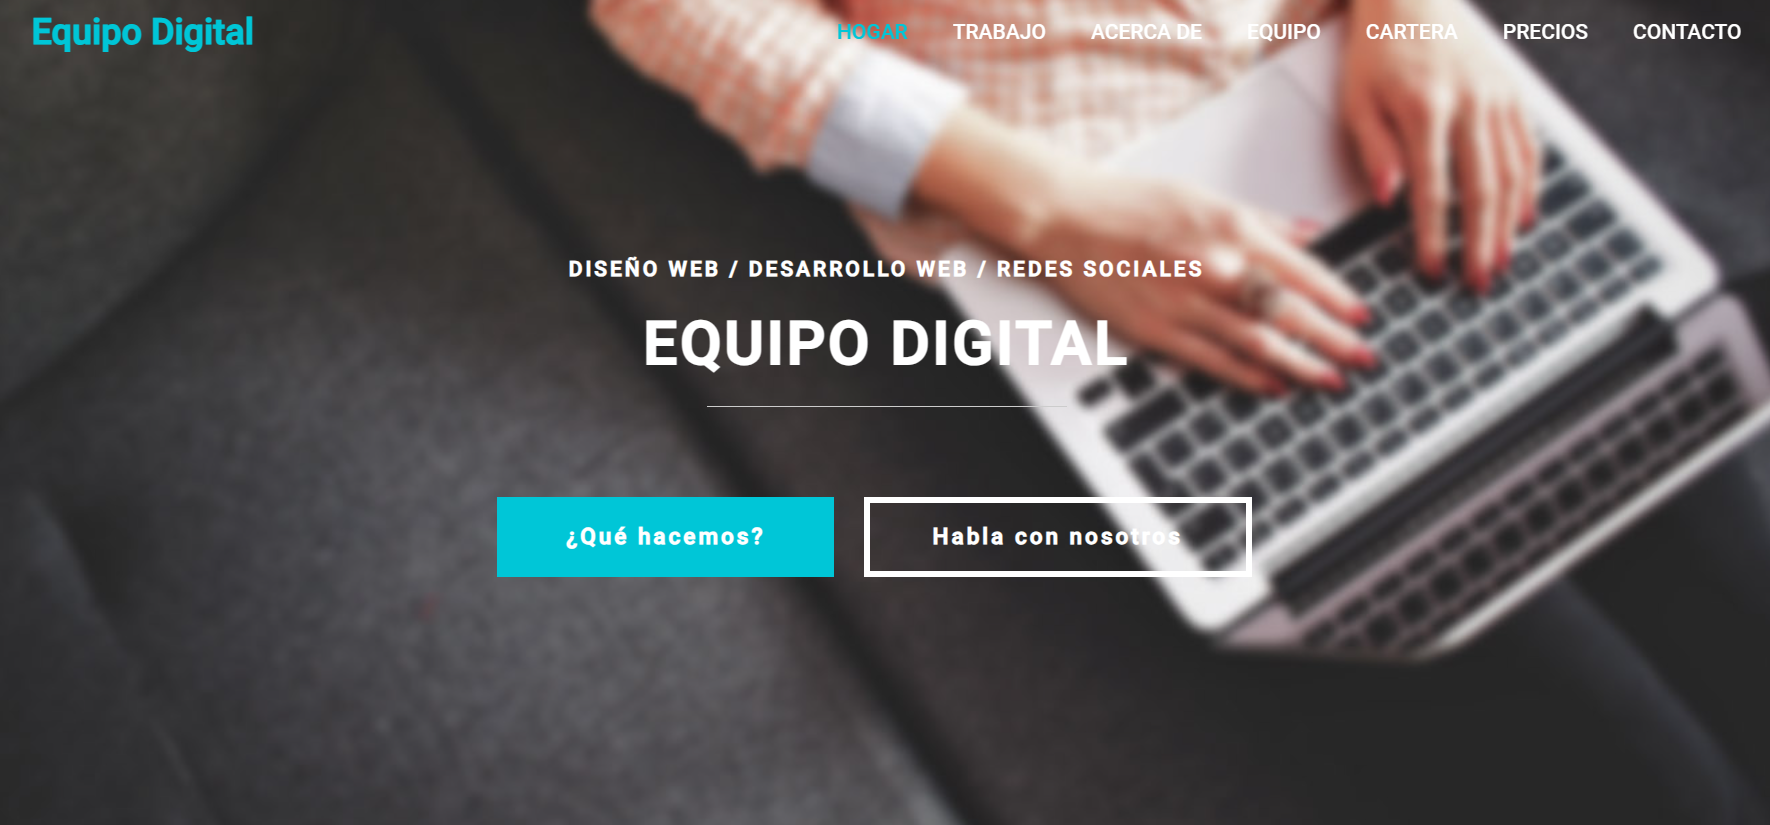 Equipo Digital
HOGAR TRABAJO ACERCA DE EQUIPO CARTERA PRECIOS CONTACTO
DISEÑO WEB / DESARROLLO WEB / REDES SOCIALES
EQUIPO DIGITAL
¿Qué hacemos? Habla con nosotros